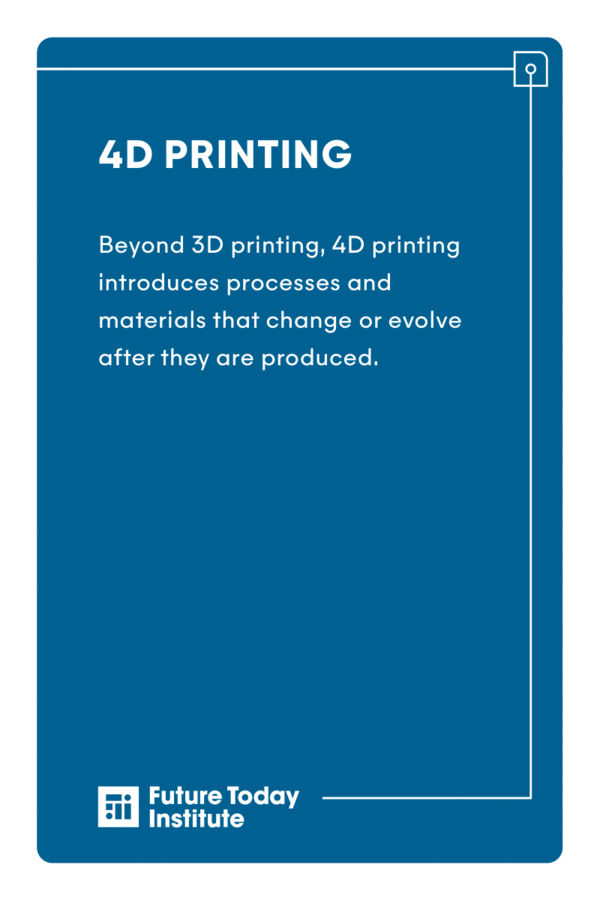 4D PRINTING
Beyond 3D printing, 4D printing
introduces processes and
materials that change or evolve
after they are produced.
Future Today
Institute